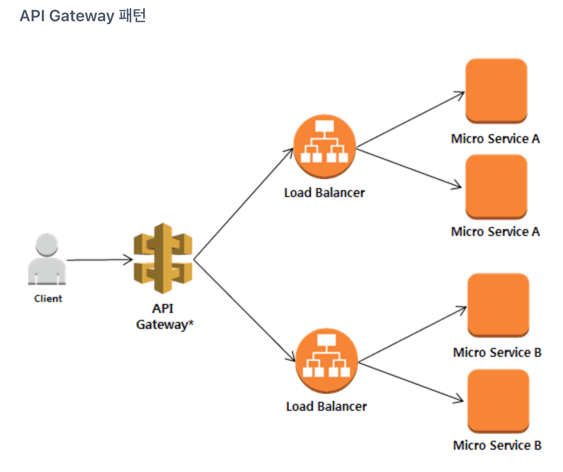 API Gateway 패턴
Micro Service A
Load Balancer
Micro Service A
Client
API
Gateway*
Micro Service B
Load Balancer
Micro Service B